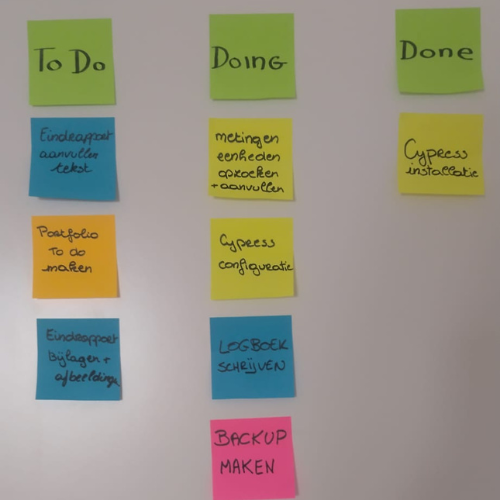 To Do
Eindrapport
aanvullen
tekst
Portfolio
To do
maken
Eindrapport
Bijlagen +
afbeeldingen
Doing
metingen
eenheden
opzoeken
+ aanvullen
Cypress
configuratie
LOGBOEK
SCHRIJVEN
BACKUP
MAKEN
Done
Cypress
installatie